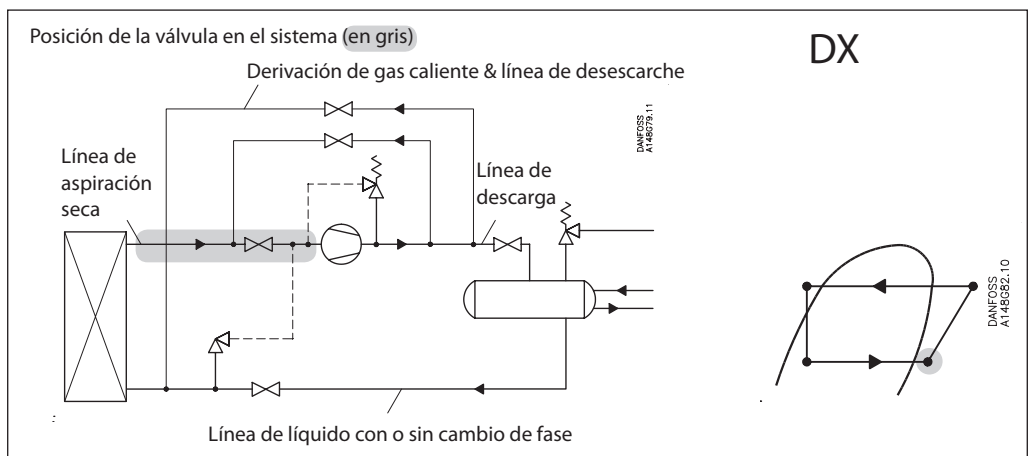 Posición de la válvula en el sistema (en gris)
DX
Derivación de gas caliente & línea de desescarche
DANFOSS
A148G79.11
Línea de
aspiración
seca
Línea de
descarga
DANFOSS
A148G82.10
Línea de líquido con o sin cambio de fase